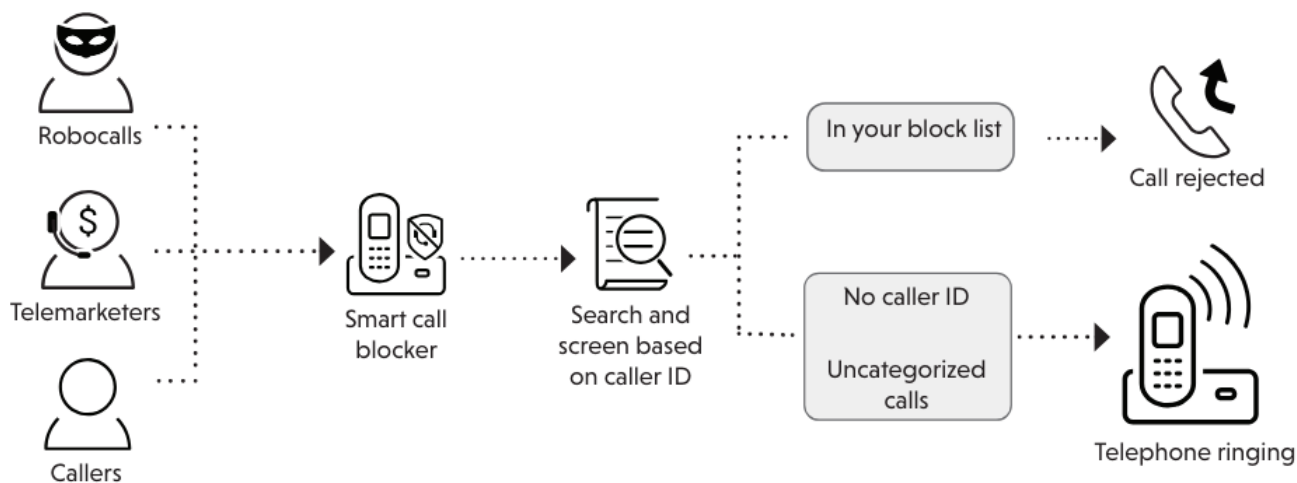 Robocalls
Telemarketers
$
Callers
Smart call
blocker
Search and
screen based
on caller ID
In your block list
Call rejected
No caller ID
Uncategorized
calls
Telephone ringing